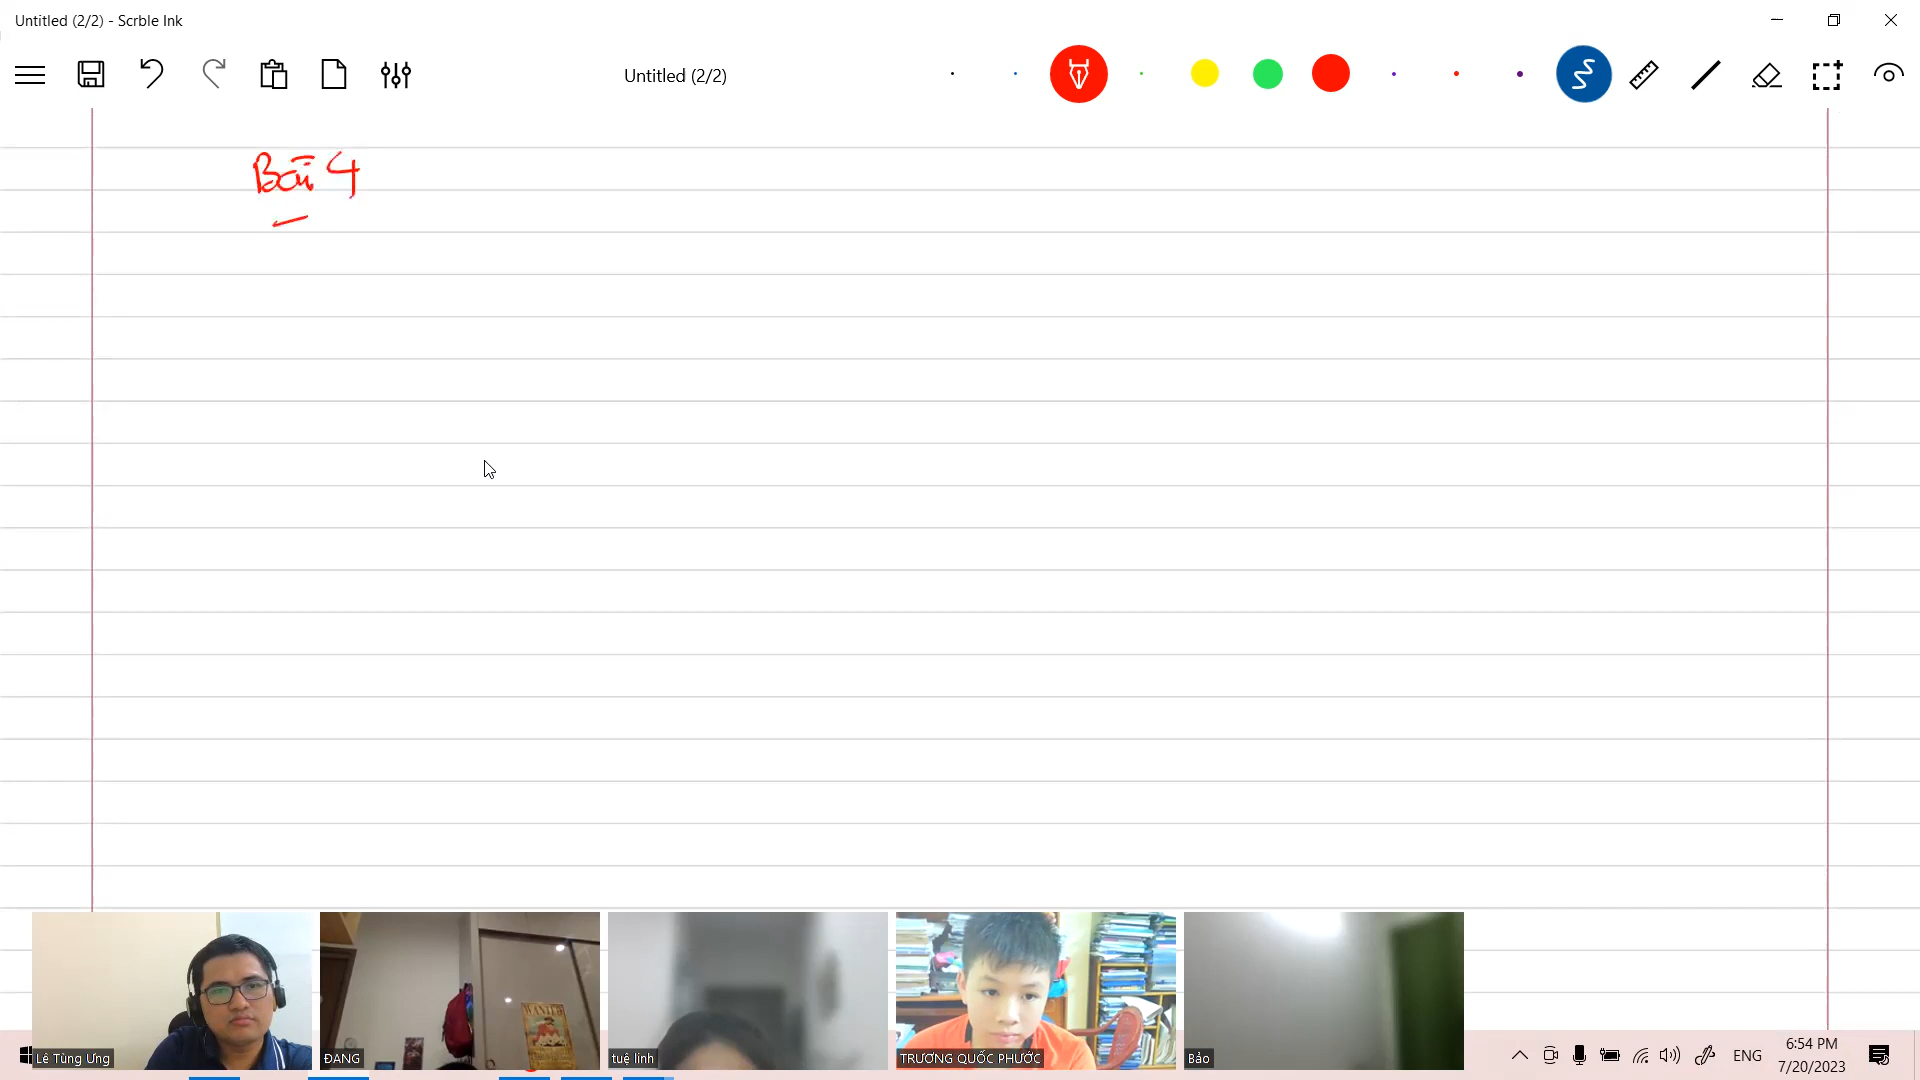 Untitled (2/2) - Scrble Ink
Untitled (2/2)
Bài 4
WANTED
Lê Tùng Ưng
ĐANG
tuệ linh
TRƯƠNG QUỐC PHƯỚC
Bảo
ENG
6:54 PM
7/20/2023